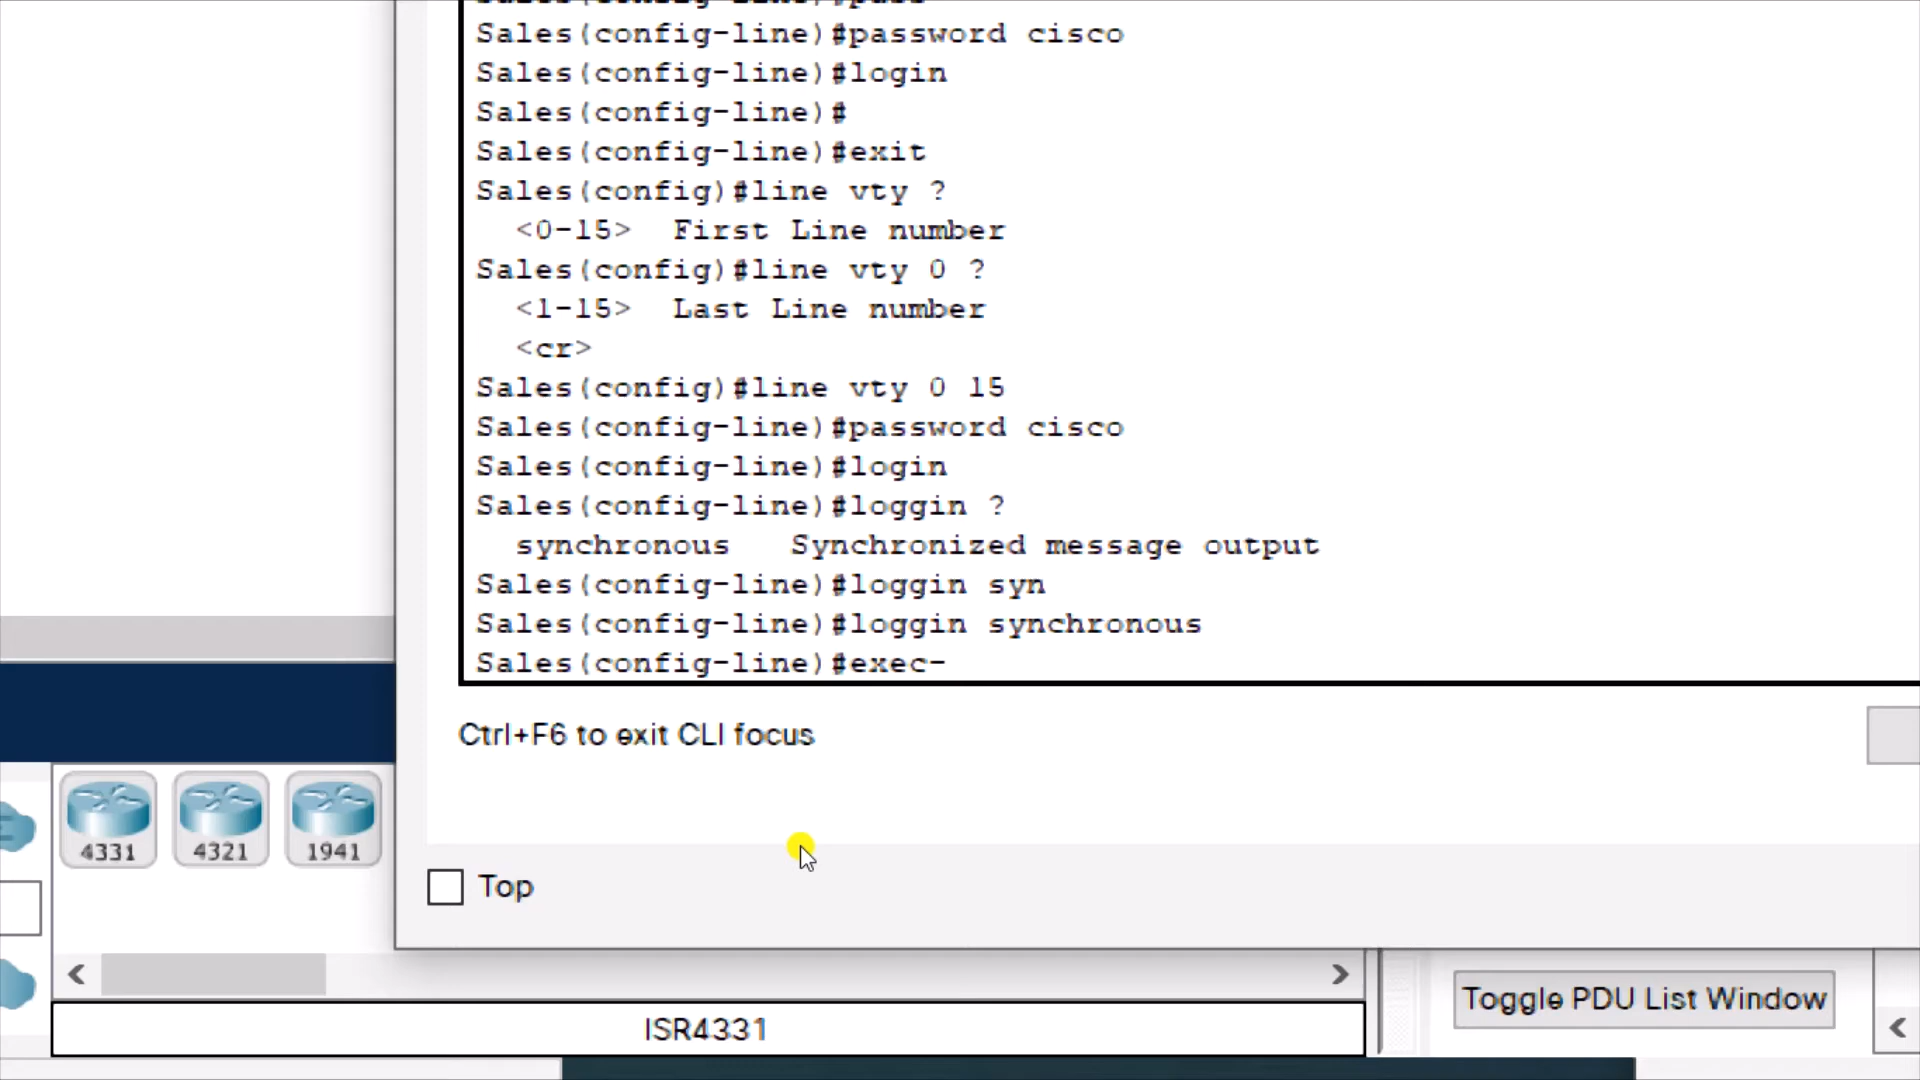 Sales(config-line)#password cisco
Sales(config-line)#login
Sales(config-line)#
Sales(config-line)#exit
Sales(config)#line vty ?
<0-15> First Line number
Sales(config)#line vty 0 ?
<1-15> Last Line number
<cr>
Sales(config)#line vty 0 15
Sales(config-line)#password cisco
Sales(config-line)#login
Sales(config-line)#loggin ?
synchronous Synchronized message output
Sales(config-line)#loggin syn
Sales(config-line)#loggin synchronous
Sales(config-line)#exec-
Ctrl+F6 to exit CLI focus
4331
4321
1941
Top
Toggle PDU List Window
ISR4331